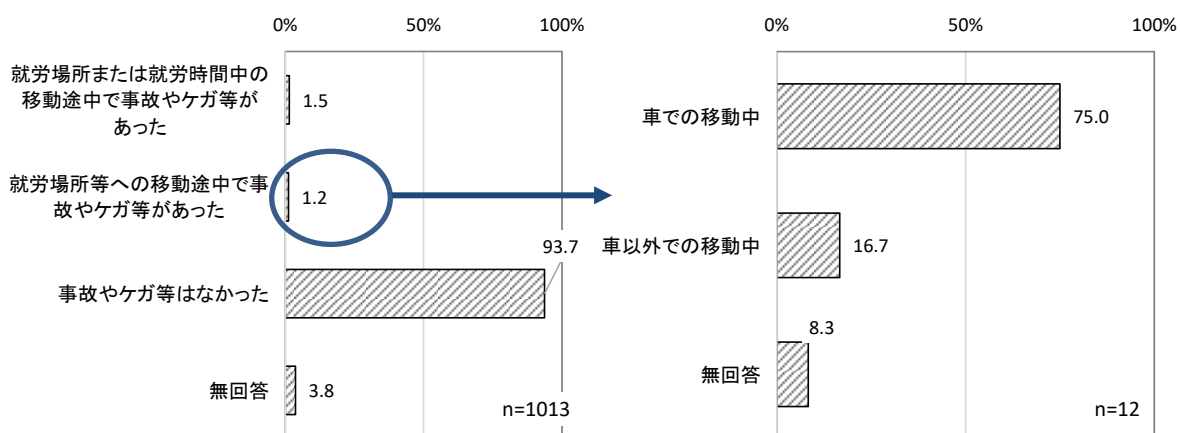 0% 50% 100%
就労場所または就労時間中の
移動途中で事故やケガ等が
あった
1.5
就労場所等への移動途中で事
故やケガ等があった
1.2
事故やケガ等はなかった
93.7
無回答
3.8
n=1013
0% 50% 100%
車での移動中
75.0
車以外での移動中
16.7
無回答
8.3
n=12